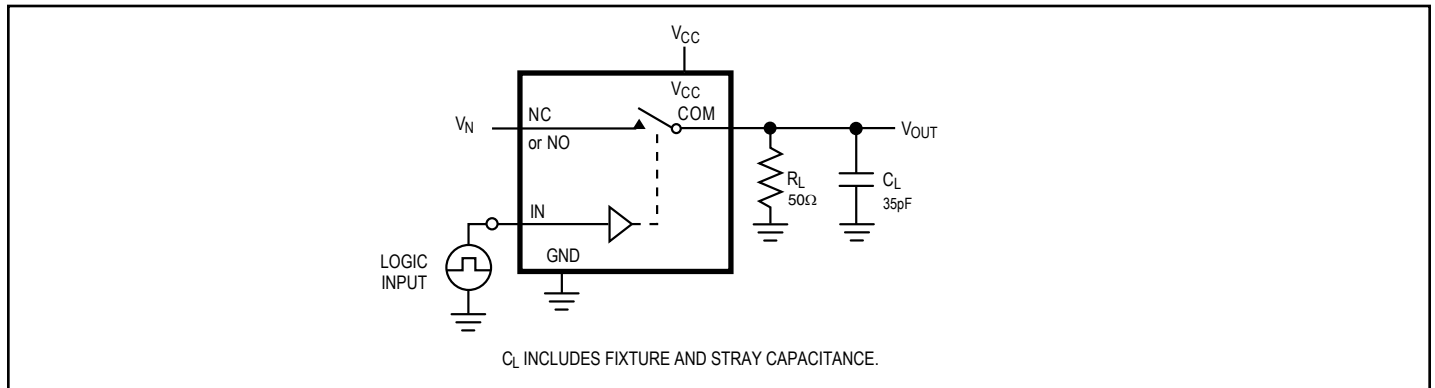 VCC
VCC
VN
NC
COM
VOUT
or NO
RL
50Ω
CL
35pF
IN
LOGIC
INPUT
GND
CL INCLUDES FIXTURE AND STRAY CAPACITANCE.